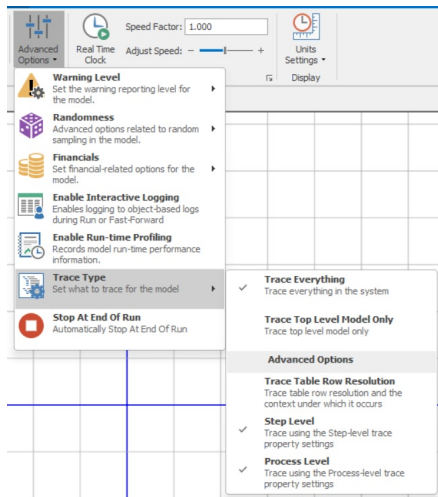 Advanced
Options
Real Time
Clock
Speed Factor: 1.000
Adjust Speed: − +
Units
Settings
Display
Warning Level
Set the warning reporting level for
the model.
Randomness
Advanced options related to random
sampling in the model.
Financials
Set financial-related options for the
model.
Enable Interactive Logging
Enables logging to object-based logs
during Run or Fast-Forward
Enable Run-time Profiling
Records model run-time performance
information.
Trace Type
Set what to trace for the model
Stop At End Of Run
Automatically Stop At End Of Run
Trace Everything
Trace everything in the system
Trace Top Level Model Only
Trace top level model only
Advanced Options
Trace Table Row Resolution
Trace table row resolution and the
context under which it occurs
Step Level
Trace using the Step-level trace
property settings
Process Level
Trace using the Process-level trace
property settings